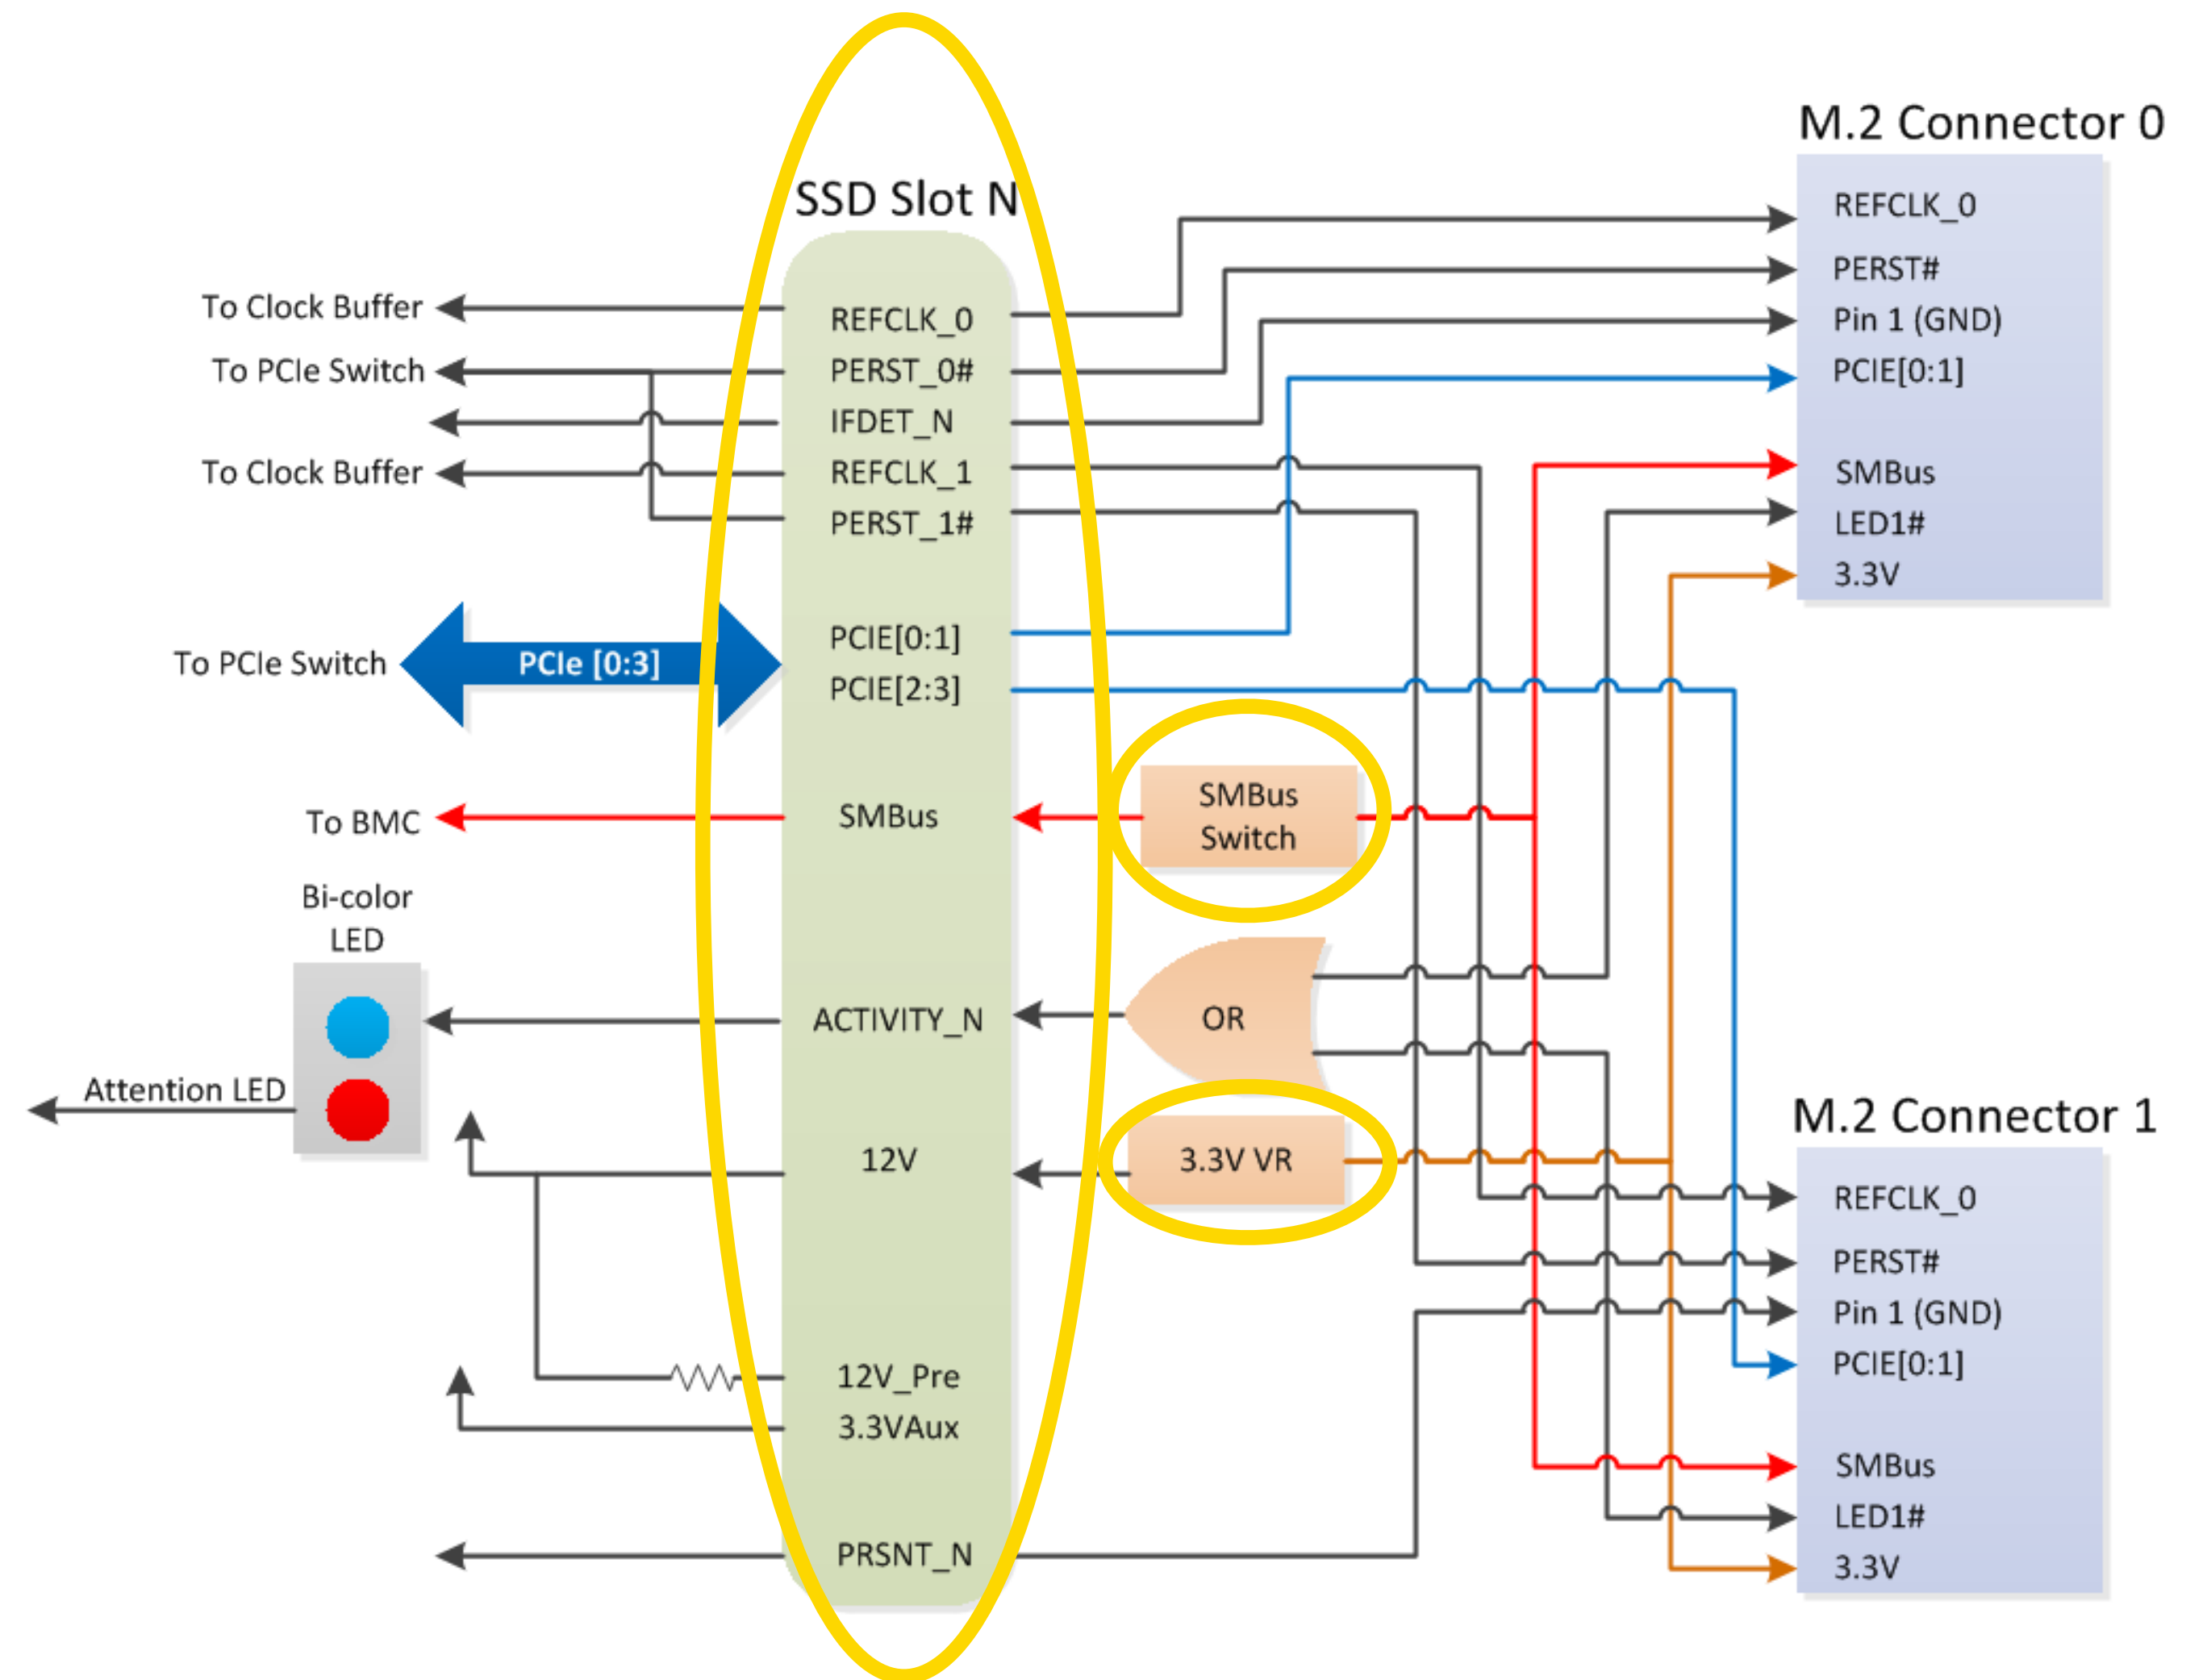 M.2 Connector 0
SSD Slot N
REFCLK_0
PERST#
Pin 1 (GND)
PCIE[0:1]
SMBus
LED1#
3.3V
To Clock Buffer
To PCIe Switch
To Clock Buffer
REFCLK_0
PERST_0#
IFDET_N
REFCLK_1
PERST_1#
To PCIe Switch
PCIe [0:3]
PCIE[0:1]
PCIE[2:3]
To BMC
SMBus
SMBus
Switch
Bi-color
LED
ACTIVITY_N
OR
Attention LED
12V
3.3V VR
12V_Pre
3.3VAux
PRSNT_N
M.2 Connector 1
REFCLK_0
PERST#
Pin 1 (GND)
PCIE[0:1]
SMBus
LED1#
3.3V